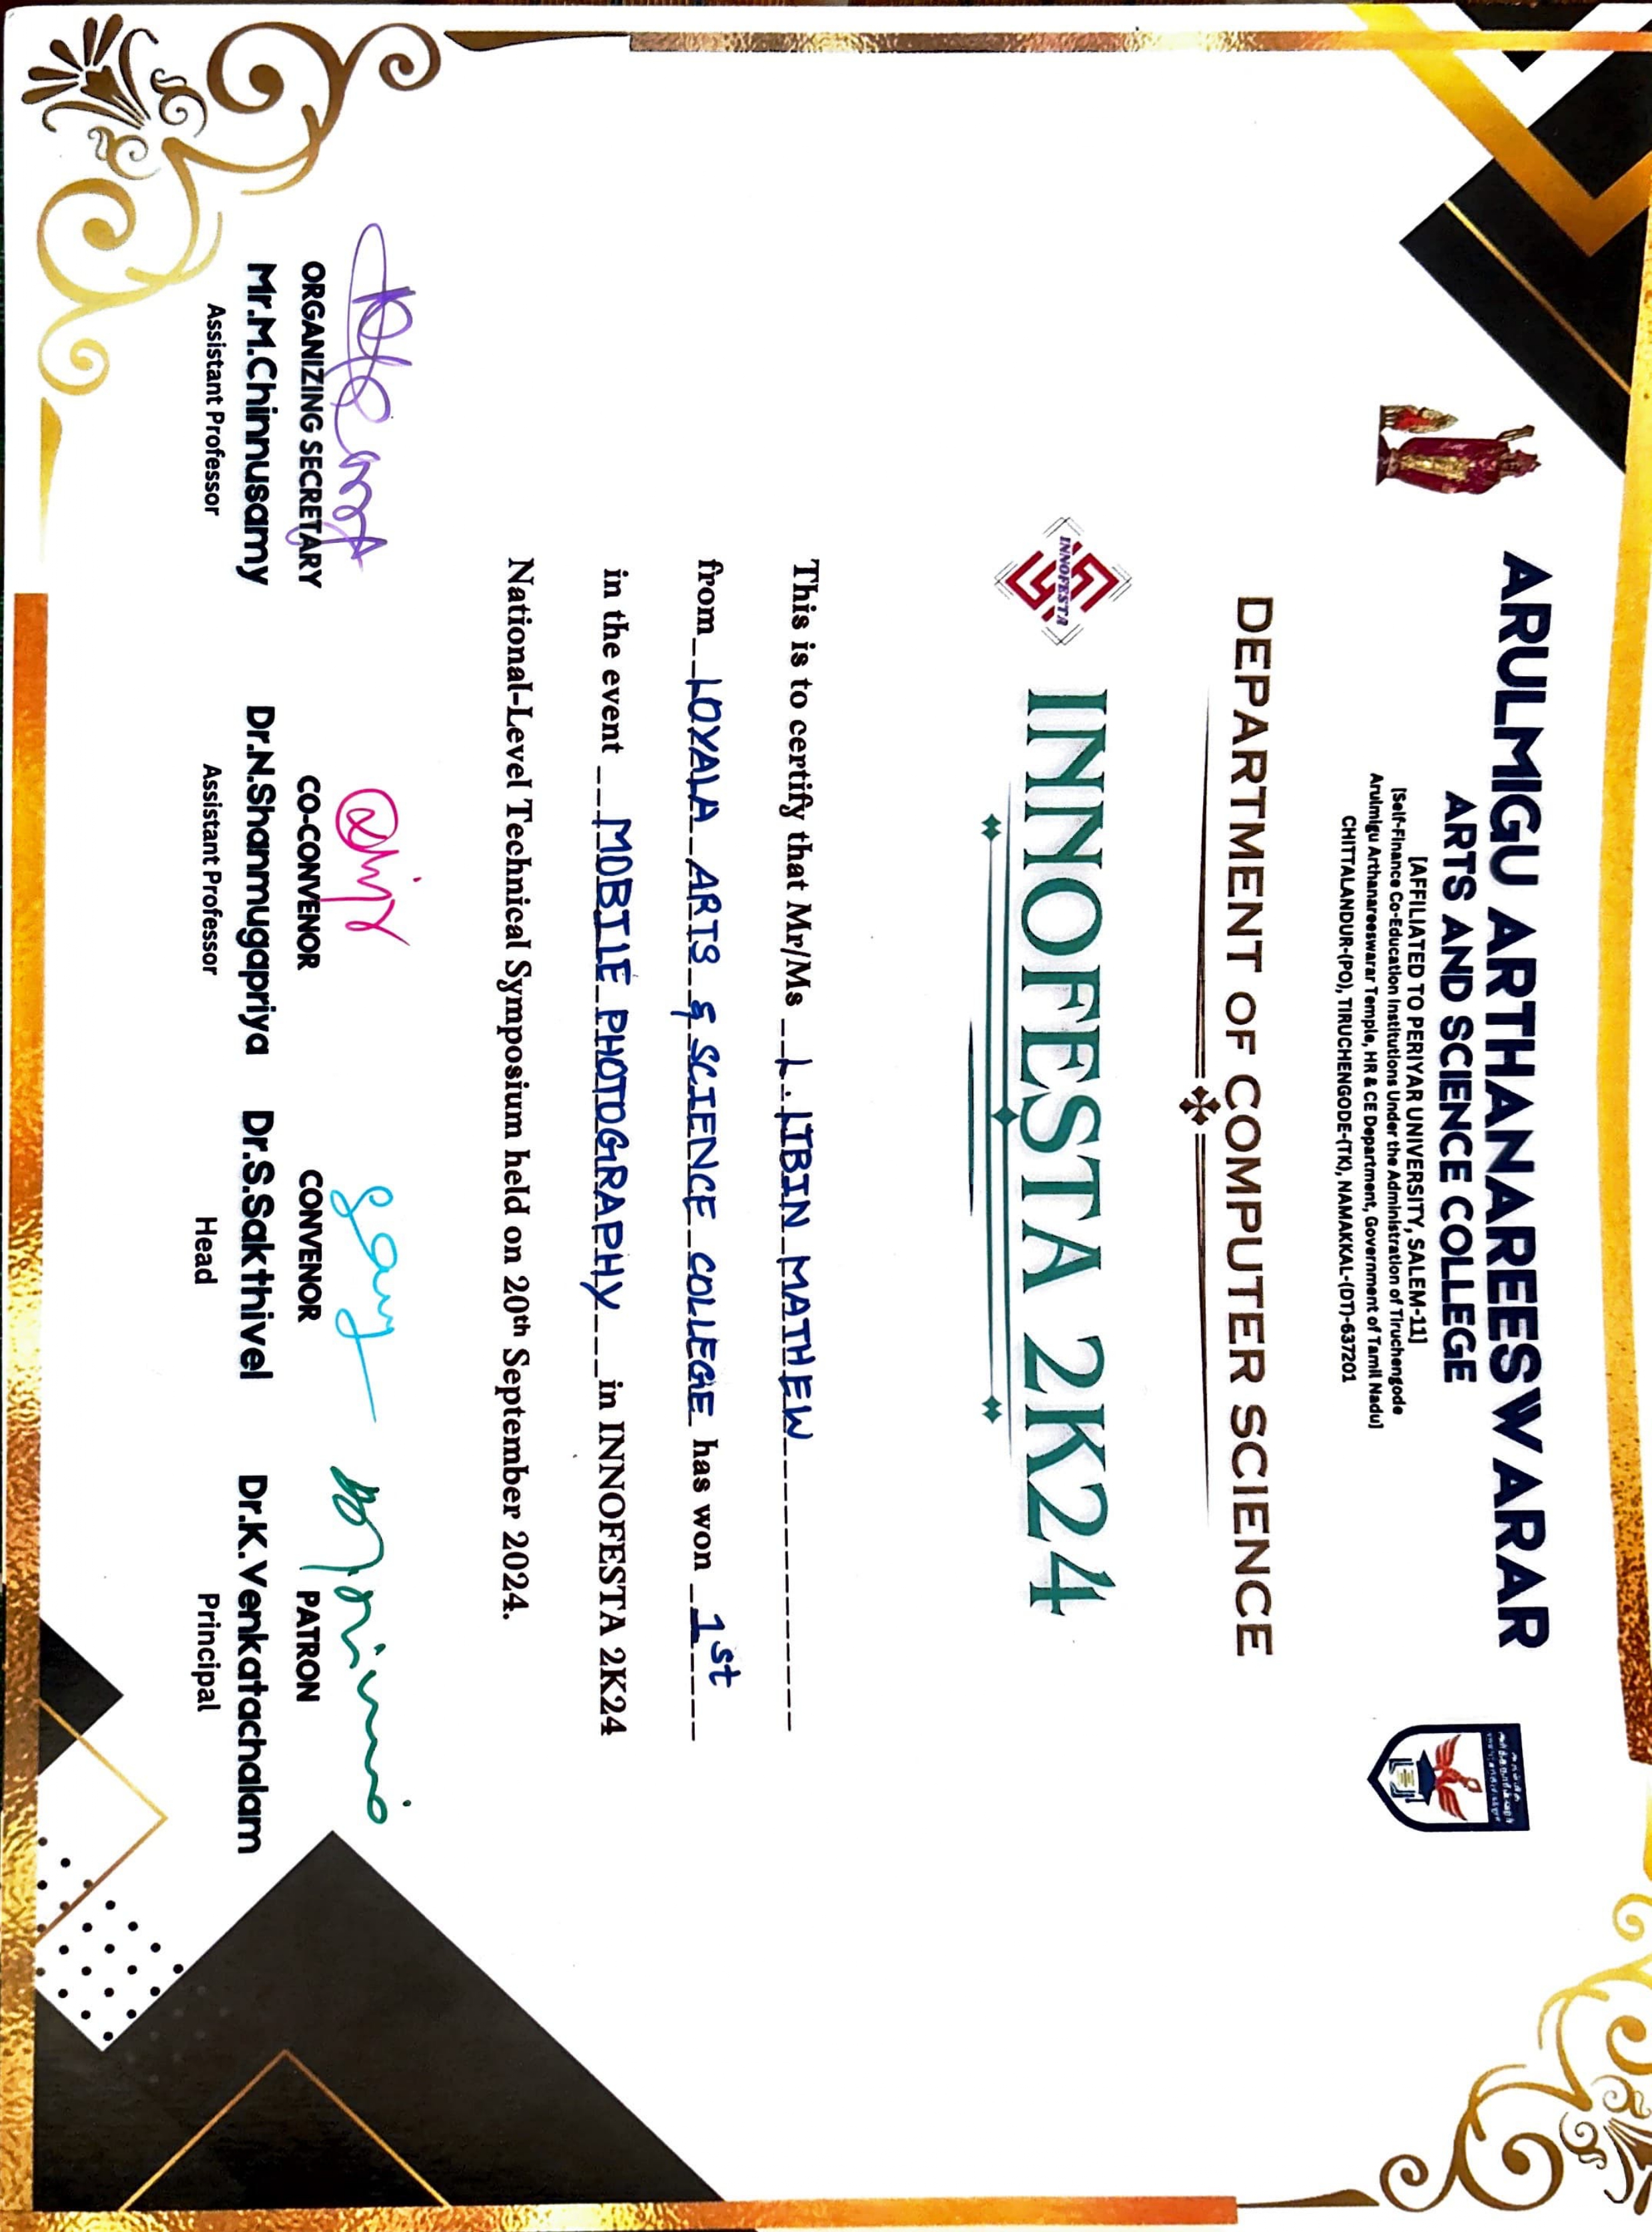 ARULMIGU ARTHANAREESWARAR
ARTS AND SCIENCE COLLEGE
[AFFILIATED TO PERIYAR UNIVERSITY, SALEM-11]
[Self-Finance Co-Education Institutions Under the Administration of Tiruchengode
Arulmigu Arthanareeswarar Temple, HR & CE Department, Government of Tamil Nadu]
CHITTALANDUR-(PO), TIRUCHENGODE-(TK), NAMAKKAL-(DT)-637201
DEPARTMENT OF COMPUTER SCIENCE
INNOFESTA
INNOFESTA 2K24
This is to certify that Mr/Ms L. LIBIN MATHEW
from LOYALA ARTS & SCIENCE COLLEGE has won 1st
in the event MOBILE PHOTOGRAPHY in INNOFESTA 2K24
National-Level Technical Symposium held on 20th September 2024.
ORGANIZING SECRETARY CO-CONVENOR CONVENOR PATRON
Mr.M.Chinnusamy Dr.N.Shanmugapriya Dr.S.Sakthivel Dr.K.Venkatachalam
Assistant Professor Assistant Professor Head Principal